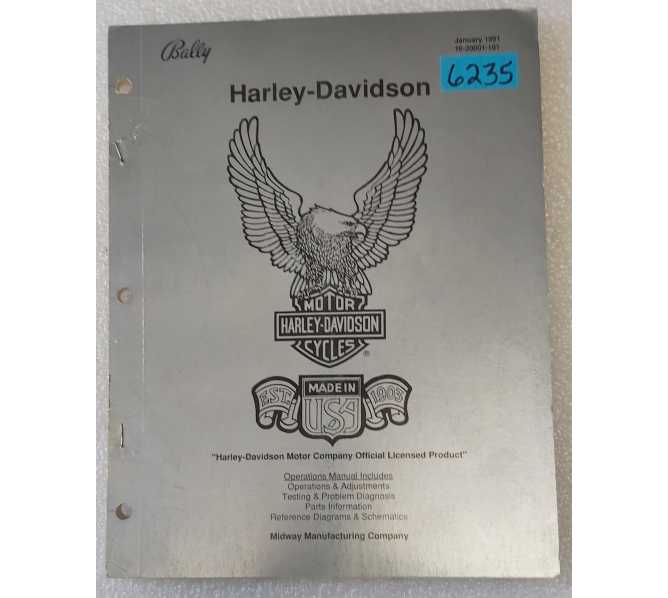 Bally
January 1991
16-20001-101
6235
Harley-Davidson
MOTOR
HARLEY-DAVIDSON
CYCLES
®
MADE IN
EST. USA 1903
"Harley-Davidson Motor Company Official Licensed Product"
Operations Manual Includes
Operations & Adjustments
Testing & Problem Diagnosis
Parts Information
Reference Diagrams & Schematics
Midway Manufacturing Company